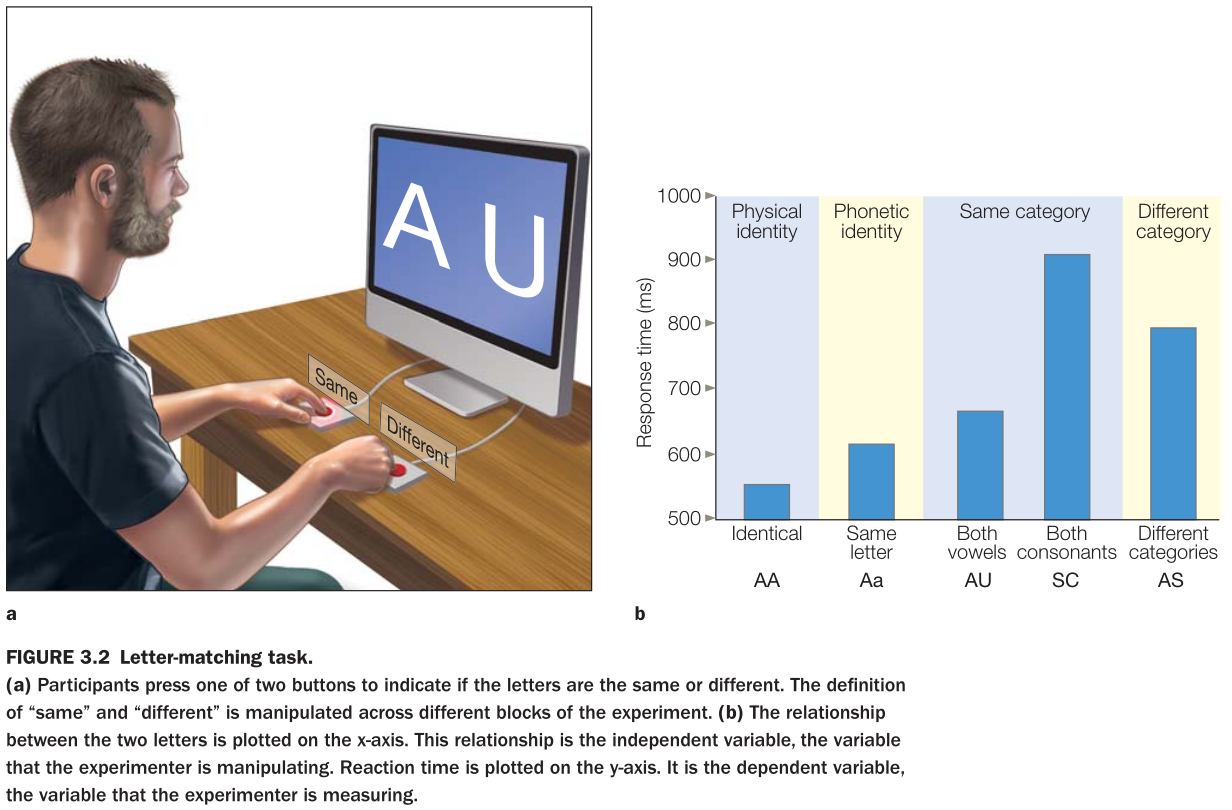 A U
Same
Different
a
Response time (ms)
1000
900
800
700
600
500
Physical
identity
Phonetic
identity
Same category
Different
category
Identical
Same
letter
Both
vowels
Both
consonants
Different
categories
AA
Aa
AU
SC
AS
b
FIGURE 3.2 Letter-matching task.
(a) Participants press one of two buttons to indicate if the letters are the same or different. The definition
of “same” and “different” is manipulated across different blocks of the experiment. (b) The relationship
between the two letters is plotted on the x-axis. This relationship is the independent variable, the variable
that the experimenter is manipulating. Reaction time is plotted on the y-axis. It is the dependent variable,
the variable that the experimenter is measuring.